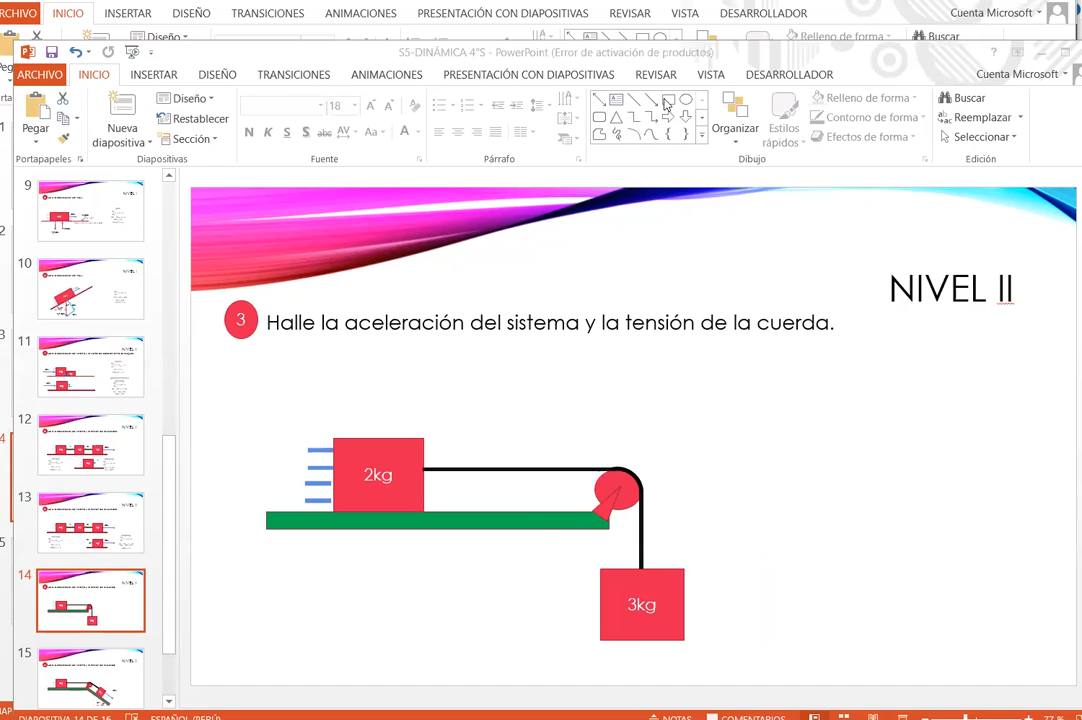 ARCHIVO INICIO INSERTAR DISEÑO TRANSICIONES ANIMACIONES PRESENTACIÓN CON DIAPOSITIVAS REVISAR VISTA DESARROLLADOR Cuenta Microsoft
Diseño Relleno de forma Buscar
S5-DINÁMICA 4°S - PowerPoint (Error de activación de productos)
ARCHIVO INICIO INSERTAR DISEÑO TRANSICIONES ANIMACIONES PRESENTACIÓN CON DIAPOSITIVAS REVISAR VISTA DESARROLLADOR Cuenta Microsoft
Pegar
Nueva diapositiva
Diseño
Restablecer
Sección
18
N K S S abc AV Aa A
Organizar
Estilos rápidos
Relleno de forma
Contorno de forma
Efectos de forma
Buscar
Reemplazar
Seleccionar
Portapapeles Diapositivas Fuente Párrafo Dibujo Edición
9
10
11
12
13
14
15
NIVEL II
3 Halle la aceleración del sistema y la tensión de la cuerda.
2kg
3kg
DIAPOSITIVA 14 DE 16 ESPAÑOL (PERÚ) NOTAS COMENTARIOS 77 %